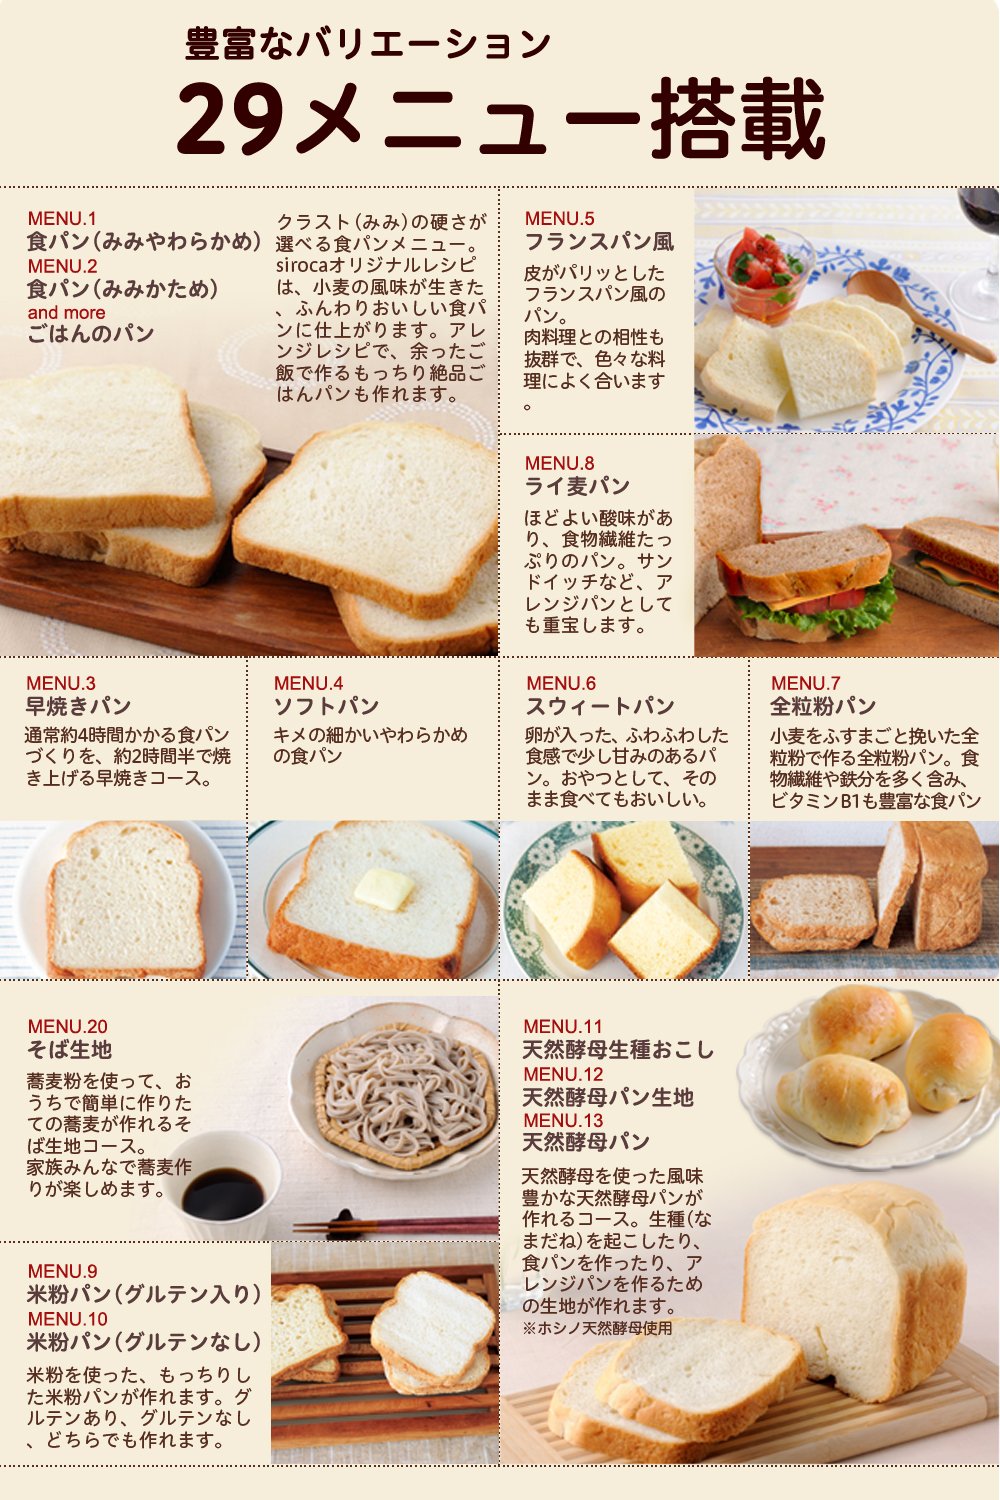 豊富なバリエーション
29メニュー搭載
MENU.1
食パン(みみやわらかめ)
MENU.2
食パン(みみかため)
and more
ごはんのパン
クラスト(みみ)の硬さが
選べる食パンメニュー。
sirocaオリジナルレシピ
は、小麦の風味が生きた
、ふんわりおいしい食パ
ンに仕上がります。アレ
ンジレシピで、余ったご
飯で作るもっちり絶品ご
はんパンも作れます。
MENU.5
フランスパン風
皮がパリッとした
フランスパン風の
パン。
肉料理との相性も
抜群で、色々な料
理によく合います
。
MENU.8
ライ麦パン
ほどよい酸味があ
り、食物繊維たっ
ぷりのパン。サン
ドイッチなど、ア
レンジパンとして
も重宝します。
MENU.3
早焼きパン
通常約4時間かかる食パン
づくりを、約2時間半で焼
き上げる早焼きコース。
MENU.4
ソフトパン
キメの細かいやわらかめ
の食パン
MENU.6
スウィートパン
卵が入った、ふわふわした
食感で少し甘みのあるパ
ン。おやつとして、その
まま食べてもおいしい。
MENU.7
全粒粉パン
小麦をふすまごと挽いた全
粒粉で作る全粒粉パン。食
物繊維や鉄分を多く含み、
ビタミンB1も豊富な食パン
MENU.20
そば生地
蕎麦粉を使って、お
うちで簡単に作りた
ての蕎麦が作れるそ
ば生地コース。
家族みんなで蕎麦作
りが楽しめます。
MENU.9
米粉パン(グルテン入り)
MENU.10
米粉パン(グルテンなし)
米粉を使った、もっちりし
た米粉パンが作れます。グ
ルテンあり、グルテンなし
、どちらでも作れます。
MENU.11
天然酵母生種おこし
MENU.12
天然酵母パン生地
MENU.13
天然酵母パン
天然酵母を使った風味
豊かな天然酵母パンが
作れるコース。生種(な
まだね)を起こしたり、
食パンを作ったり、ア
レンジパンを作るため
の生地が作れます。
※ホシノ天然酵母使用